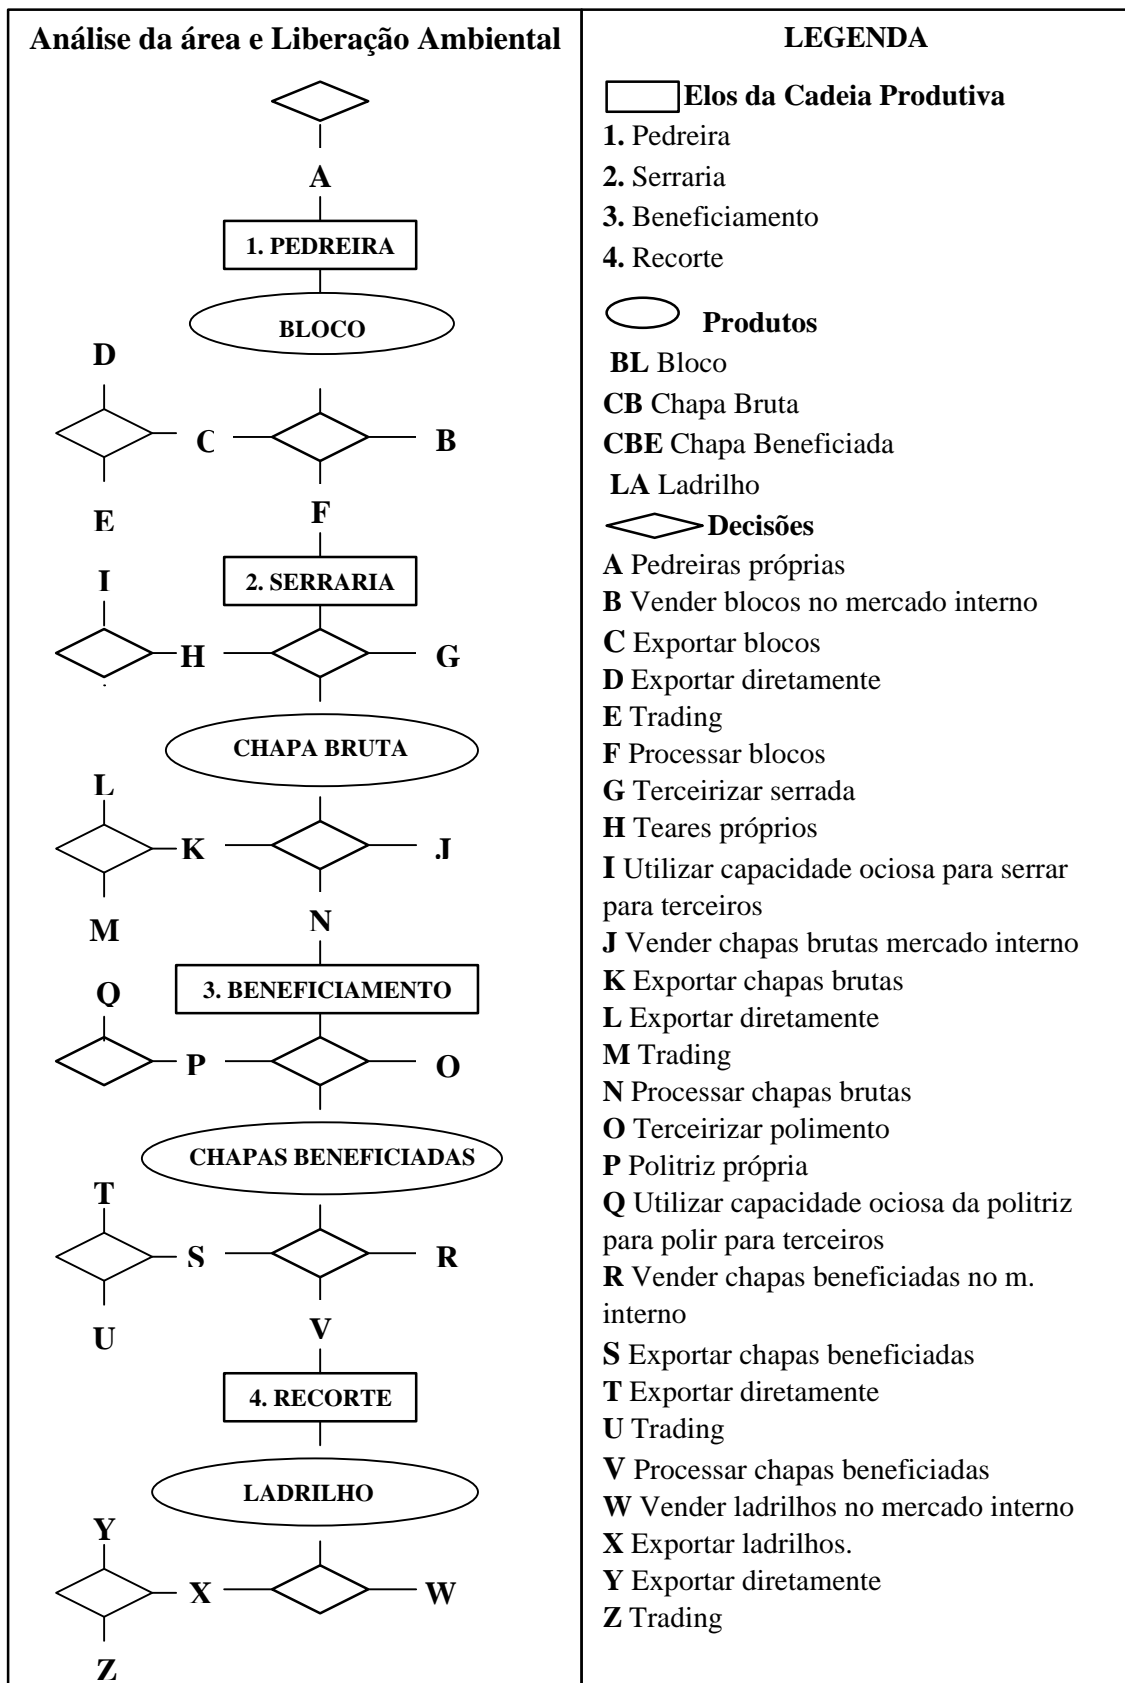 Análise da área e Liberação Ambiental
A
1. PEDREIRA
BLOCO
D
C
B
E
F
I
2. SERRARIA
H
G
CHAPA BRUTA
L
K
J
M
N
Q
3. BENEFICIAMENTO
P
O
CHAPAS BENEFICIADAS
T
S
R
U
V
4. RECORTE
LADRILHO
Y
X
W
Z
LEGENDA
Elos da Cadeia Produtiva
1. Pedreira
2. Serraria
3. Beneficiamento
4. Recorte
Produtos
BL Bloco
CB Chapa Bruta
CBE Chapa Beneficiada
LA Ladrilho
Decisões
A Pedreiras próprias
B Vender blocos no mercado interno
C Exportar blocos
D Exportar diretamente
E Trading
F Processar blocos
G Terceirizar serrada
H Teares próprios
I Utilizar capacidade ociosa para serrar
para terceiros
J Vender chapas brutas mercado interno
K Exportar chapas brutas
L Exportar diretamente
M Trading
N Processar chapas brutas
O Terceirizar polimento
P Politriz própria
Q Utilizar capacidade ociosa da politriz
para polir para terceiros
R Vender chapas beneficiadas no m.
interno
S Exportar chapas beneficiadas
T Exportar diretamente
U Trading
V Processar chapas beneficiadas
W Vender ladrilhos no mercado interno
X Exportar ladrilhos.
Y Exportar diretamente
Z Trading